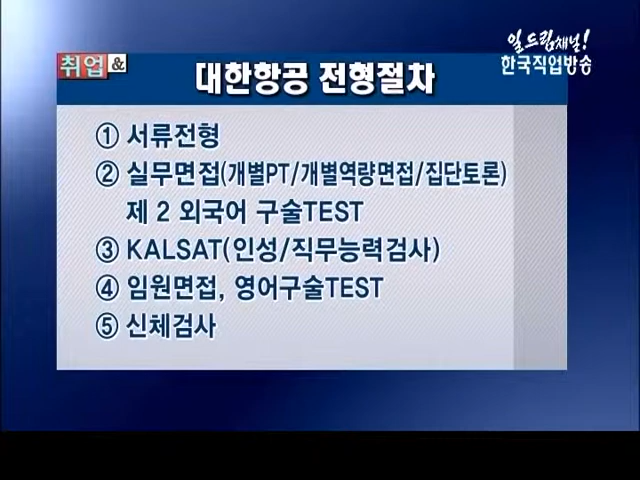 취업 &
일드림채널!
한국직업방송
대한항공 전형절차
① 서류전형
② 실무면접(개별PT/개별역량면접/집단토론)
제 2 외국어 구술TEST
③ KALSAT(인성/직무능력검사)
④ 임원면접, 영어구술TEST
⑤ 신체검사